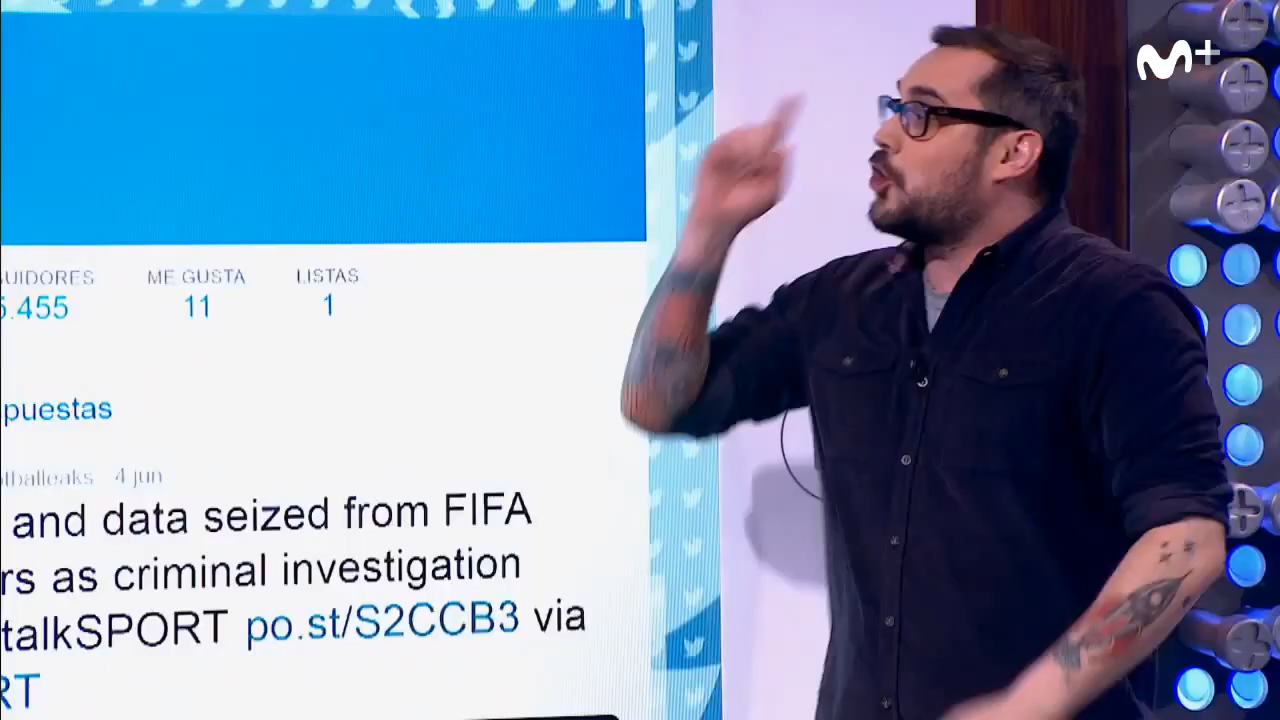 M+
UIDORES ME GUSTA LISTAS
5.455 11 1
puestas
tballeaks 4 jun
and data seized from FIFA
rs as criminal investigation
talkSPORT po.st/S2CCB3 via
RT